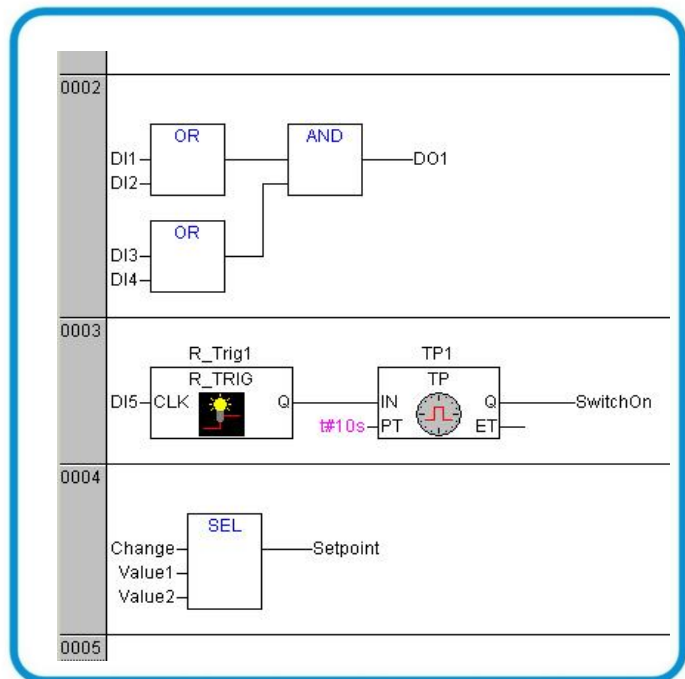 0002
OR
AND
DI1
DO1
DI2
OR
DI3
DI4
0003
R_Trig1
TP1
R_TRIG
TP
DI5
CLK
Q
IN
Q
SwitchOn
t#10s
PT
ET
0004
SEL
Change
Setpoint
Value1
Value2
0005